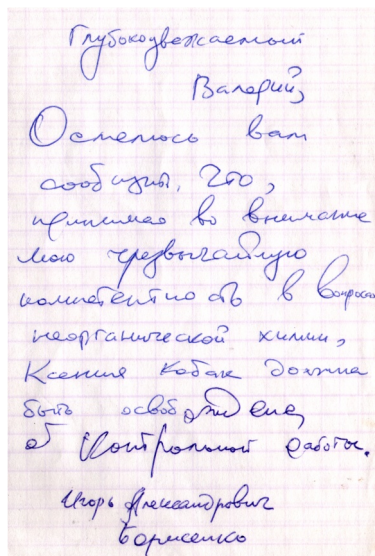 Глубокоуважаемый
Валерий,
Осмелюсь вам
сообщить, что,
принимая во внимание
мою чрезвычайную
компетентность в вопросах
неорганической химии,
Ксения Кобак должна
быть освобождена
от контрольной работы.
Игорь Александрович
Борисенко